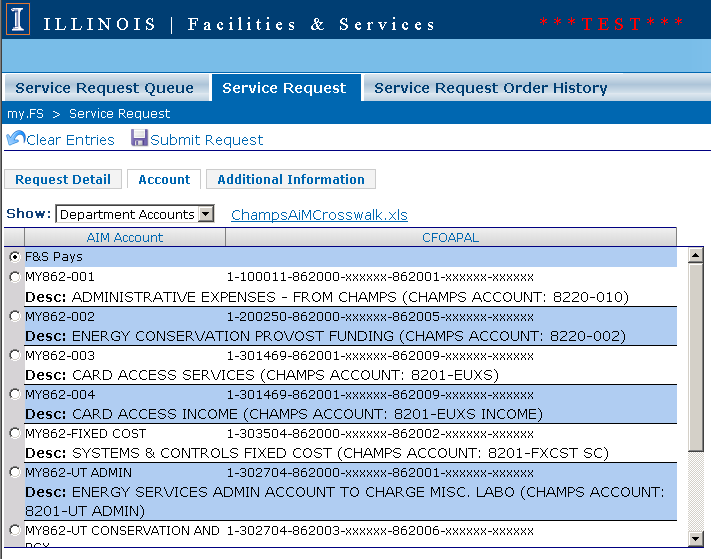 I ILLINOIS | Facilities & Services ***TEST***
Service Request Queue Service Request Service Request Order History
my.FS > Service Request
Clear Entries Submit Request
Request Detail Account Additional Information
Show: Department Accounts ChampsAiMCrosswalk.xls
AIM Account CFOAPAL
F&S Pays
MY862-001 1-100011-862000-xxxxxx-862001-xxxxxx-xxxxxx
Desc: ADMINISTRATIVE EXPENSES - FROM CHAMPS (CHAMPS ACCOUNT: 8220-010)
MY862-002 1-200250-862000-xxxxxx-862005-xxxxxx-xxxxxx
Desc: ENERGY CONSERVATION PROVOST FUNDING (CHAMPS ACCOUNT: 8220-002)
MY862-003 1-301469-862001-xxxxxx-862009-xxxxxx-xxxxxx
Desc: CARD ACCESS SERVICES (CHAMPS ACCOUNT: 8201-EUXS)
MY862-004 1-301469-862001-xxxxxx-862009-xxxxxx-xxxxxx
Desc: CARD ACCESS INCOME (CHAMPS ACCOUNT: 8201-EUXS INCOME)
MY862-FIXED COST 1-303504-862000-xxxxxx-862002-xxxxxx-xxxxxx
Desc: SYSTEMS & CONTROLS FIXED COST (CHAMPS ACCOUNT: 8201-FXCST SC)
MY862-UT ADMIN 1-302704-862000-xxxxxx-862001-xxxxxx-xxxxxx
Desc: ENERGY SERVICES ADMIN ACCOUNT TO CHARGE MISC. LABO (CHAMPS ACCOUNT:
8201-UT ADMIN)
MY862-UT CONSERVATION AND 1-302704-862003-xxxxxx-862006-xxxxxx-xxxxxx